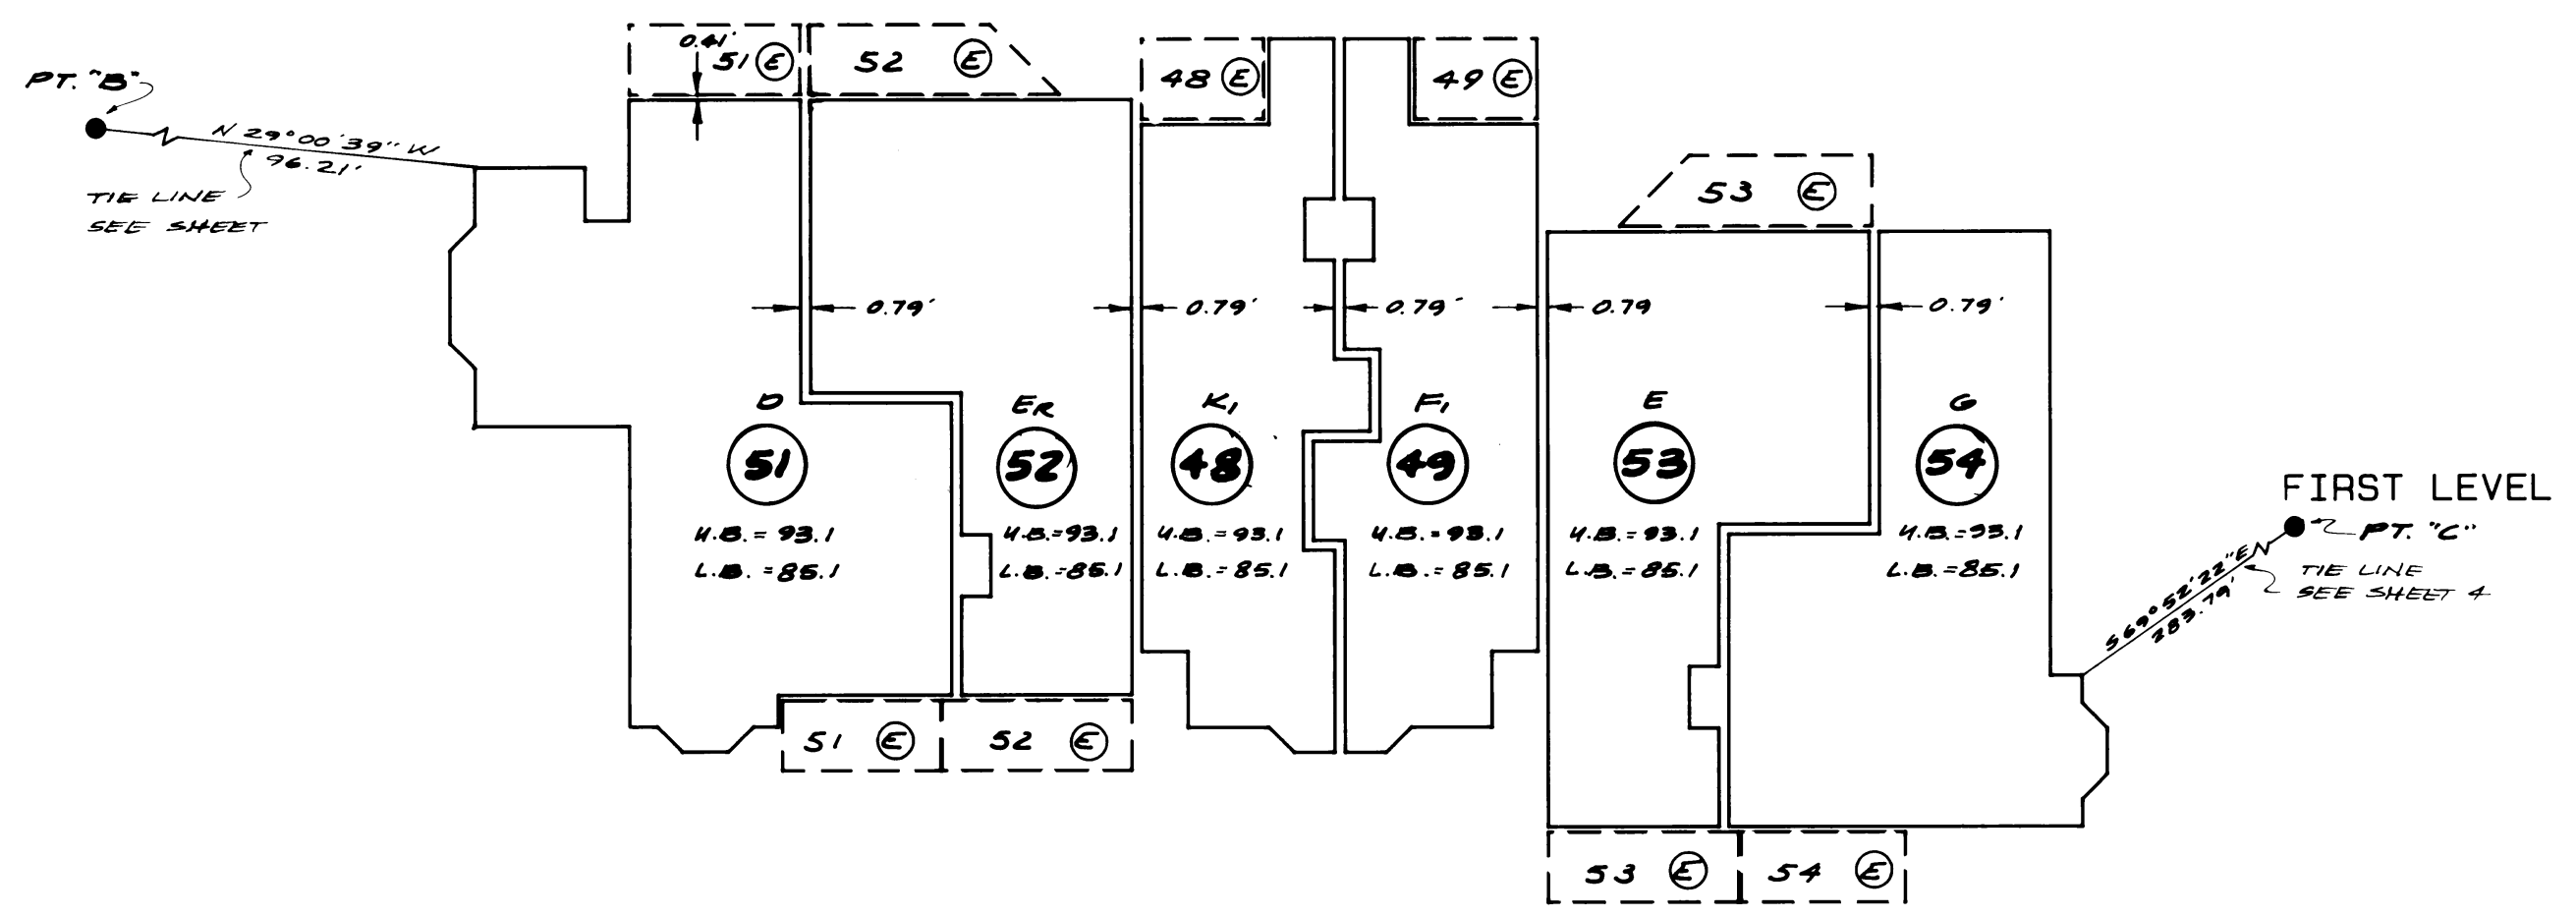 0.41'
51 E
52 E
48 E
49 E
PT. "B"
N 29°00'39" W
96.21'
TIE LINE
SEE SHEET
53 E
0.79'
0.79'
0.79'
0.79
0.79'
D
ER
K1
F1
E
G
51
52
48
49
53
54
U.B. = 93.1
L.B. = 85.1
U.B. = 93.1
L.B. = 85.1
U.B. = 93.1
L.B. = 85.1
U.B. = 93.1
L.B. = 85.1
U.B. = 93.1
L.B. = 85.1
U.B. = 93.1
L.B. = 85.1
FIRST LEVEL
PT. "C"
S 69°52'22" E
283.79'
TIE LINE
SEE SHEET 4
51 E
52 E
53 E
54 E